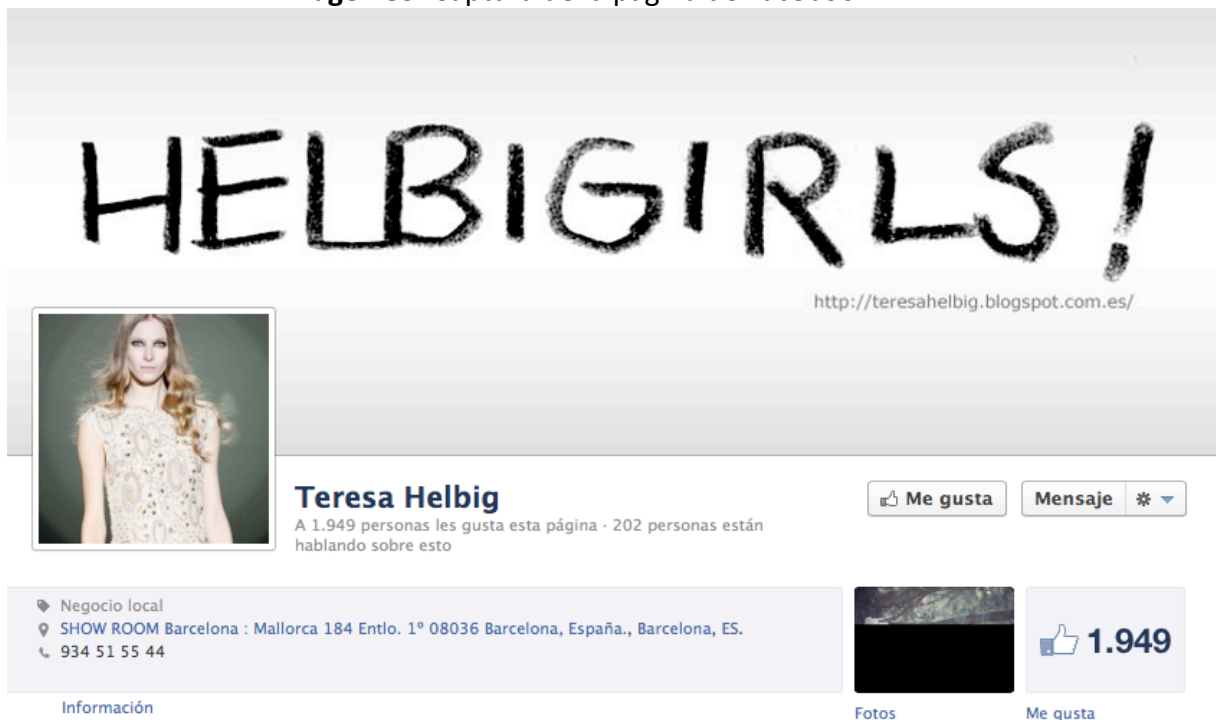 HELBIGIRLS!
http://teresahelbig.blogspot.com.es/
Teresa Helbig
A 1.949 personas les gusta esta página · 202 personas están
hablando sobre esto
Me gusta
Mensaje
Negocio local
SHOW ROOM Barcelona : Mallorca 184 Entlo. 1º 08036 Barcelona, España., Barcelona, ES.
934 51 55 44
1.949
Información
Fotos
Me gusta